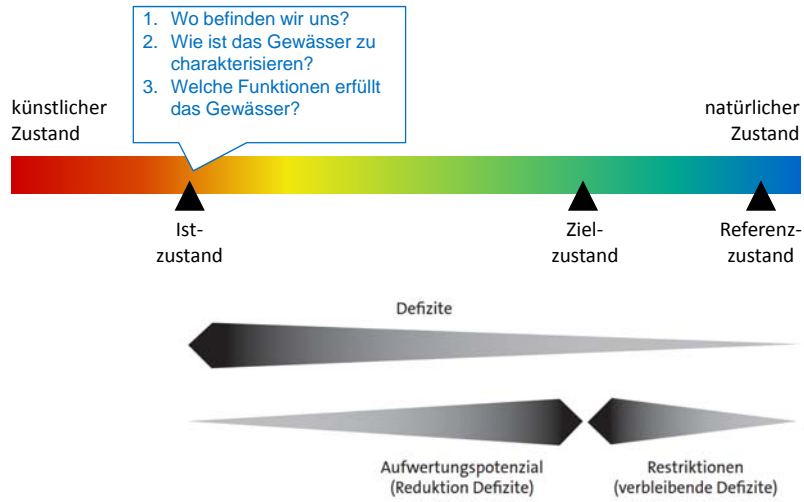 1. Wo befinden wir uns?
2. Wie ist das Gewässer zu
charakterisieren?
3. Welche Funktionen erfüllt
das Gewässer?
künstlicher
Zustand
natürlicher
Zustand
Ist-
zustand
Ziel-
zustand
Referenz-
zustand
Defizite
Aufwertungspotenzial
(Reduktion Defizite)
Restriktionen
(verbleibende Defizite)